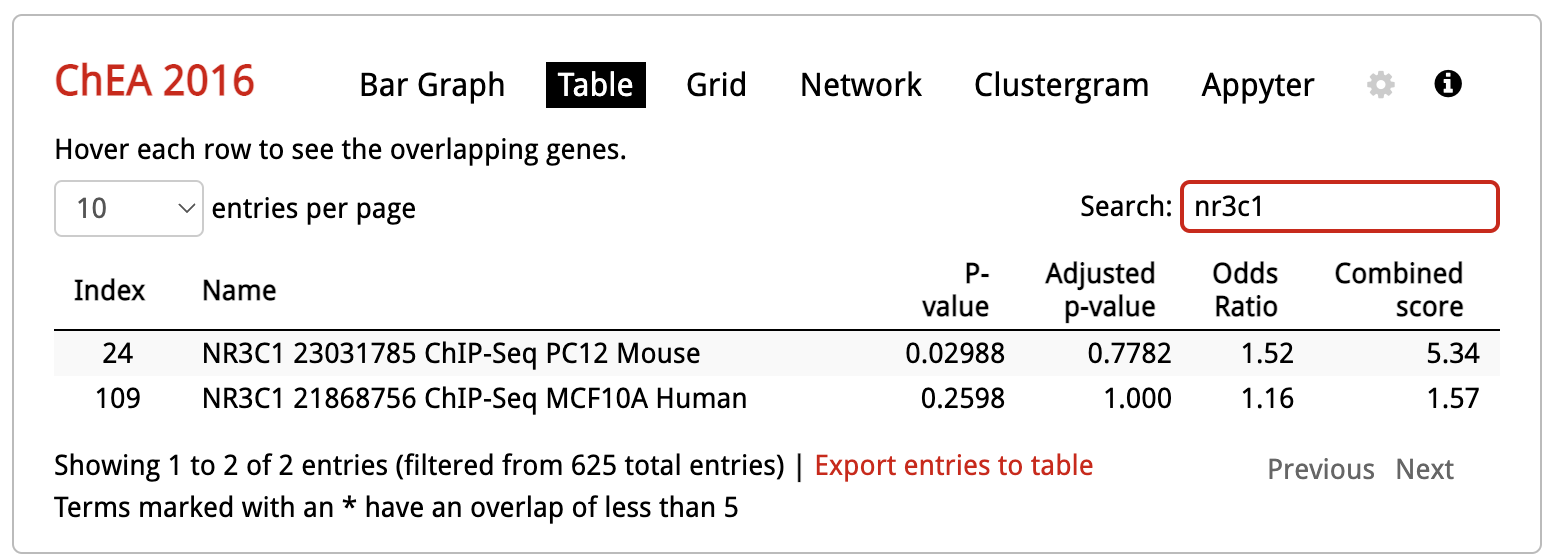 ChEA 2016 Bar Graph Table Grid Network Clustergram Appyter
Hover each row to see the overlapping genes.
10 entries per page Search: nr3c1
Index Name P-value Adjusted p-value Odds Ratio Combined score
24 NR3C1 23031785 ChIP-Seq PC12 Mouse 0.02988 0.7782 1.52 5.34
109 NR3C1 21868756 ChIP-Seq MCF10A Human 0.2598 1.000 1.16 1.57
Showing 1 to 2 of 2 entries (filtered from 625 total entries) | Export entries to table Previous Next
Terms marked with an * have an overlap of less than 5